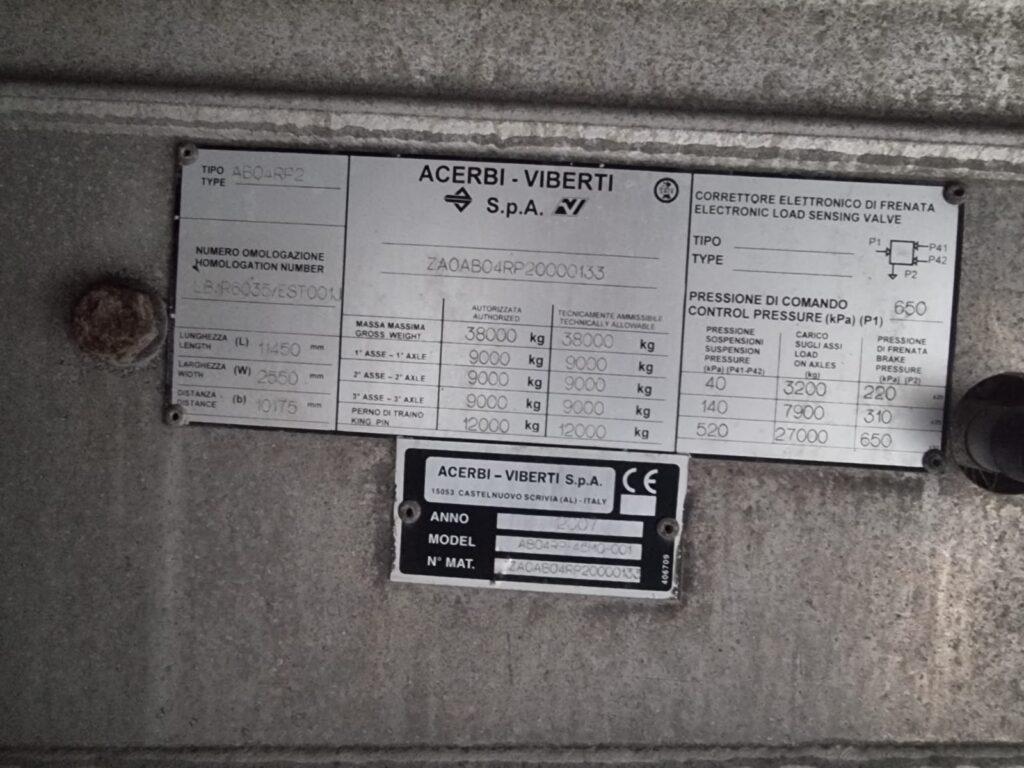 TIPO AB04RP2
TYPE
NUMERO OMOLOGAZIONE
HOMOLOGATION NUMBER
LUNGHEZZA (L) 11450 mm
LENGTH
LARGHEZZA (W) 2550 mm
WIDTH
DISTANZA (b) 10175 mm
DISTANCE
ACERBI - VIBERTI
S.p.A.
ZA0AB04RP20000133
AUTORIZZATA TECNICAMENTE AMMISSIBILE
AUTHORIZED TECHNICALLY ALLOWABLE
MASSA MASSIMA
GROSS WEIGHT 38000 kg 38000 kg
1° ASSE - 1° AXLE 9000 kg 9000 kg
2° ASSE - 2° AXLE 9000 kg 9000 kg
3° ASSE - 3° AXLE 9000 kg 9000 kg
PERNO DI TRAINO
KING PIN 12000 kg 12000 kg
CORRETTORE ELETTRONICO DI FRENATA
ELECTRONIC LOAD SENSING VALVE
TIPO
TYPE
P1 P41
P42
P2
PRESSIONE DI COMANDO
CONTROL PRESSURE (kPa) (P1) 650
PRESSIONE CARICO PRESSIONE
SOSPENSIONI SUGLI ASSI DI FRENATA
SUSPENSION LOAD BRAKE
PRESSURE ON AXLES PRESSURE
(kPa) (P41-P42) (kg) (kPa) (P2)
40 3200 220
140 7900 310
520 27000 650
ACERBI - VIBERTI S.p.A. CE
15053 CASTELNUOVO SCRIVIA (AL) - ITALY
ANNO 2007
MODEL
N° MAT. ZA0AB04RP20000133
406709